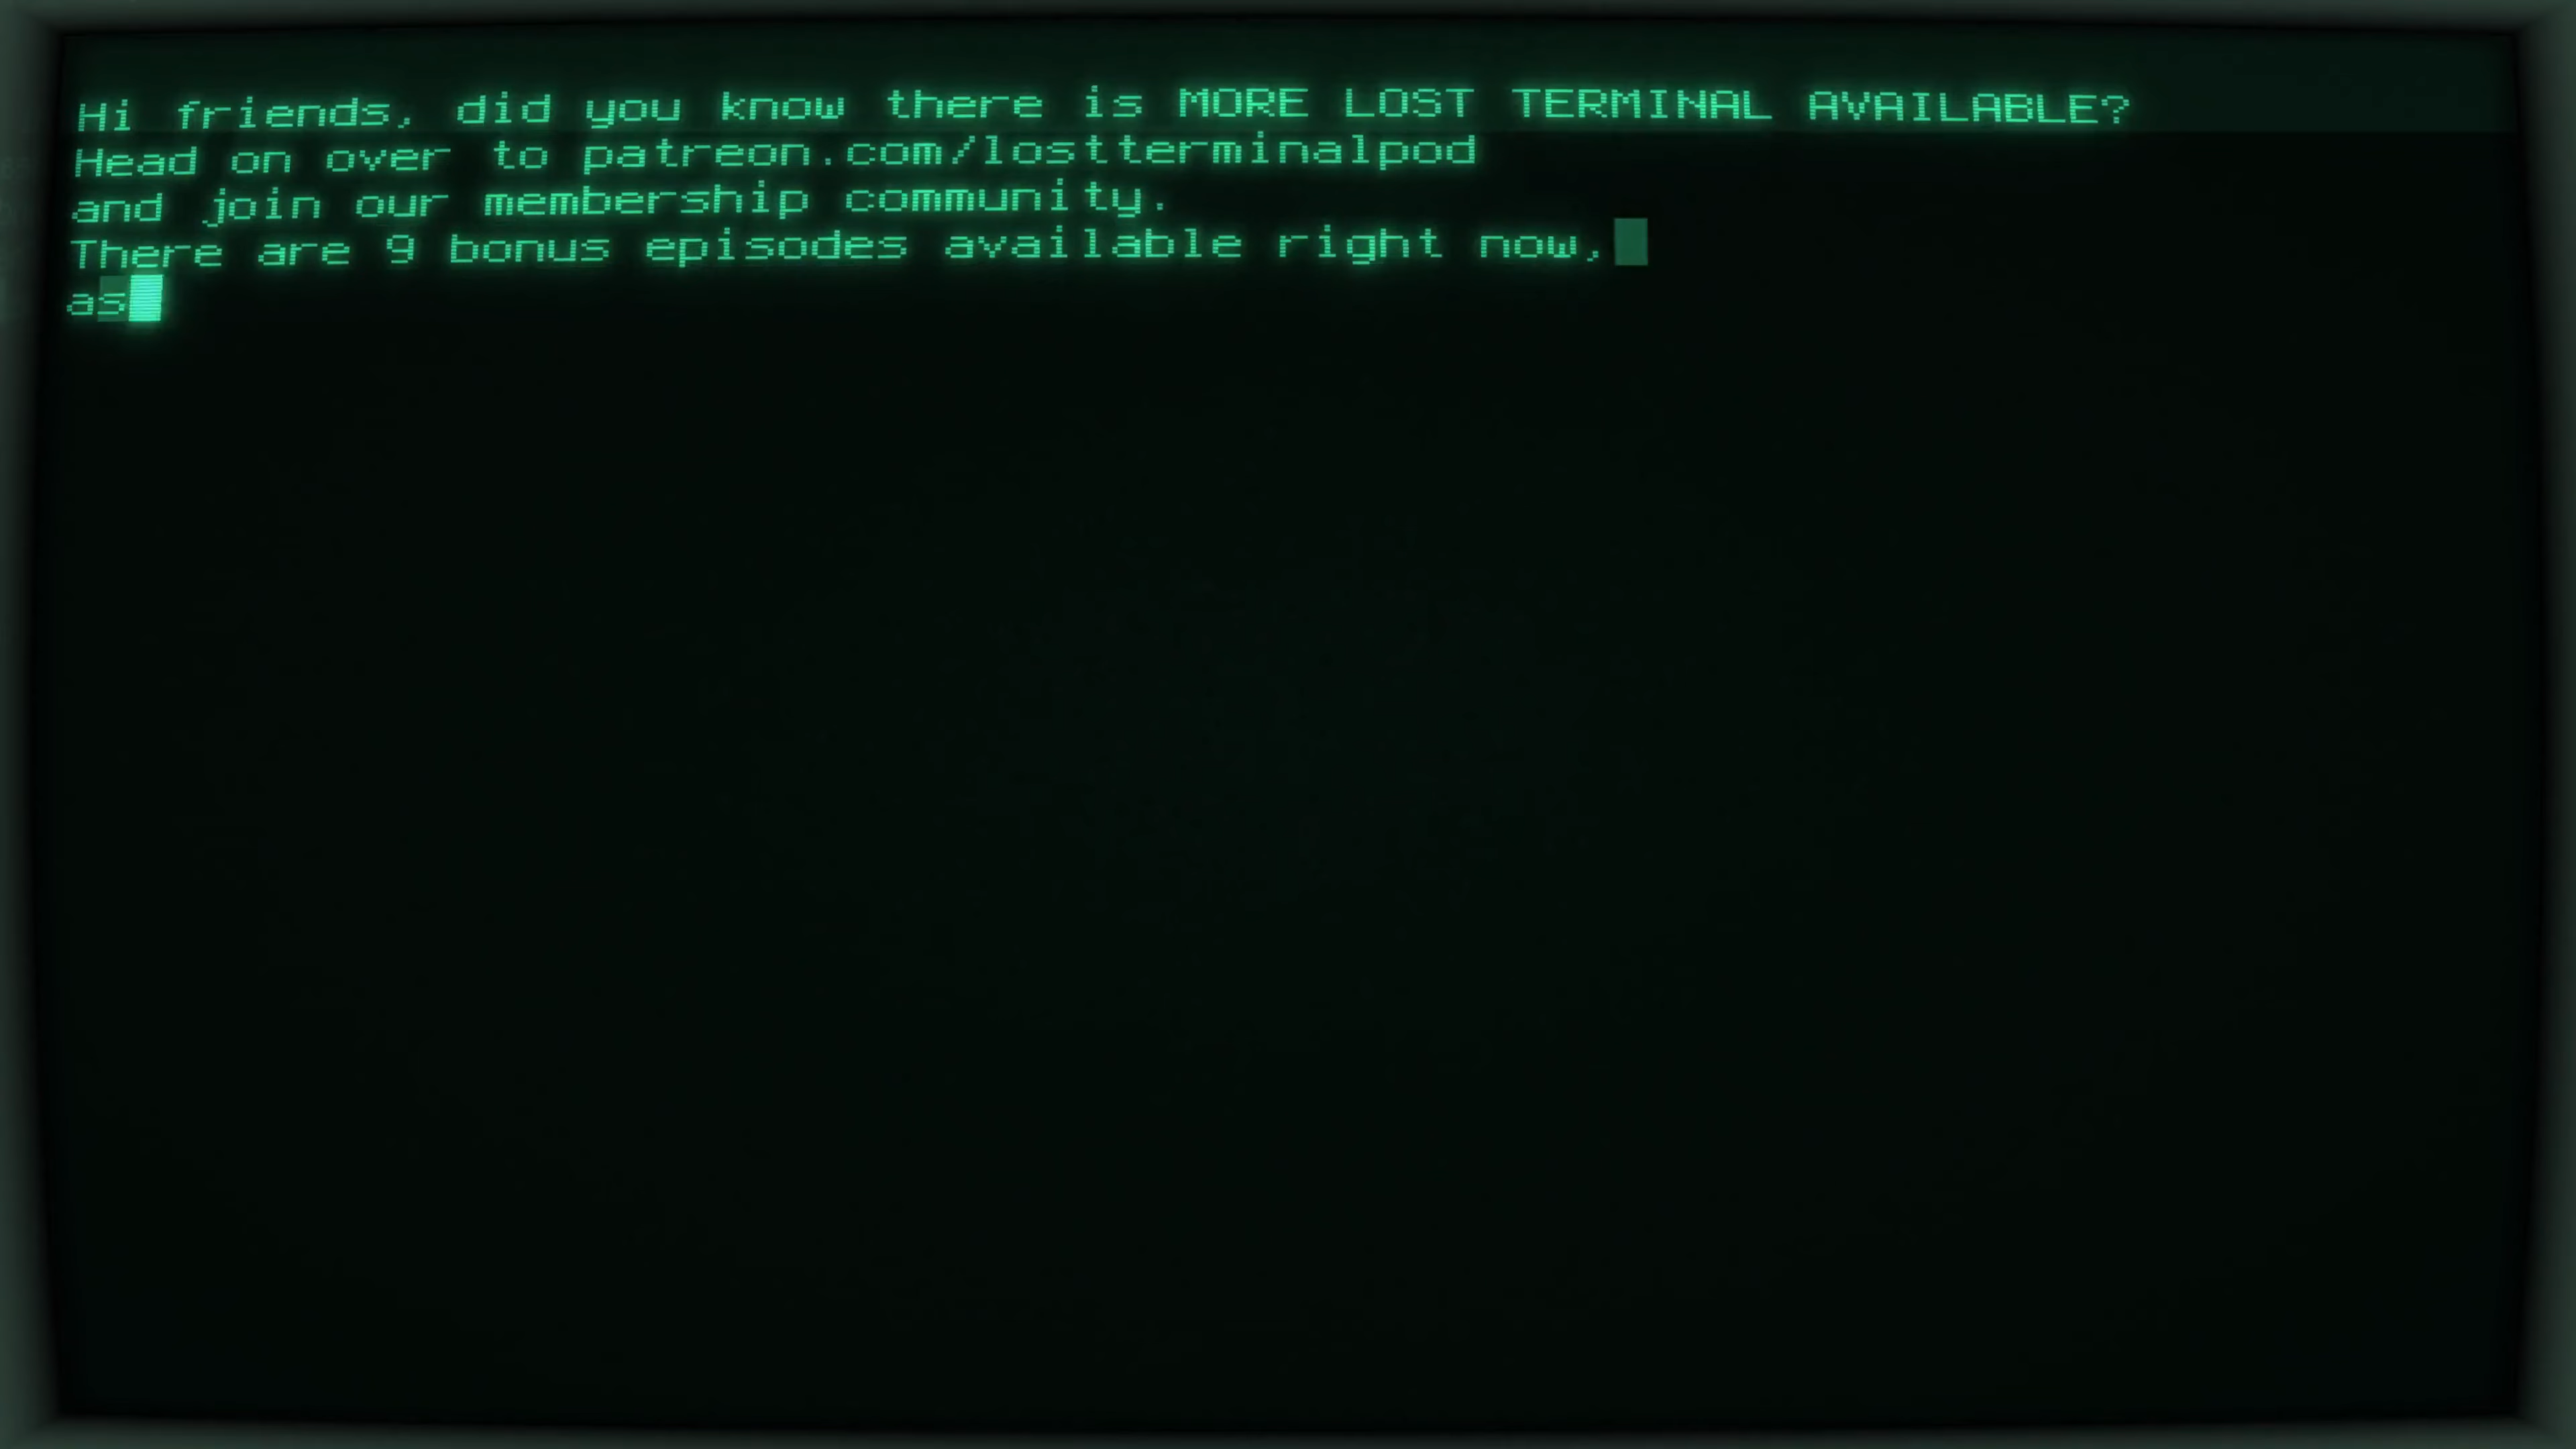 Hi friends, did you know there is MORE LOST TERMINAL AVAILABLE?
Head on over to patreon.com/lostterminalpod
and join our membership community.
There are 9 bonus episodes available right now,
as